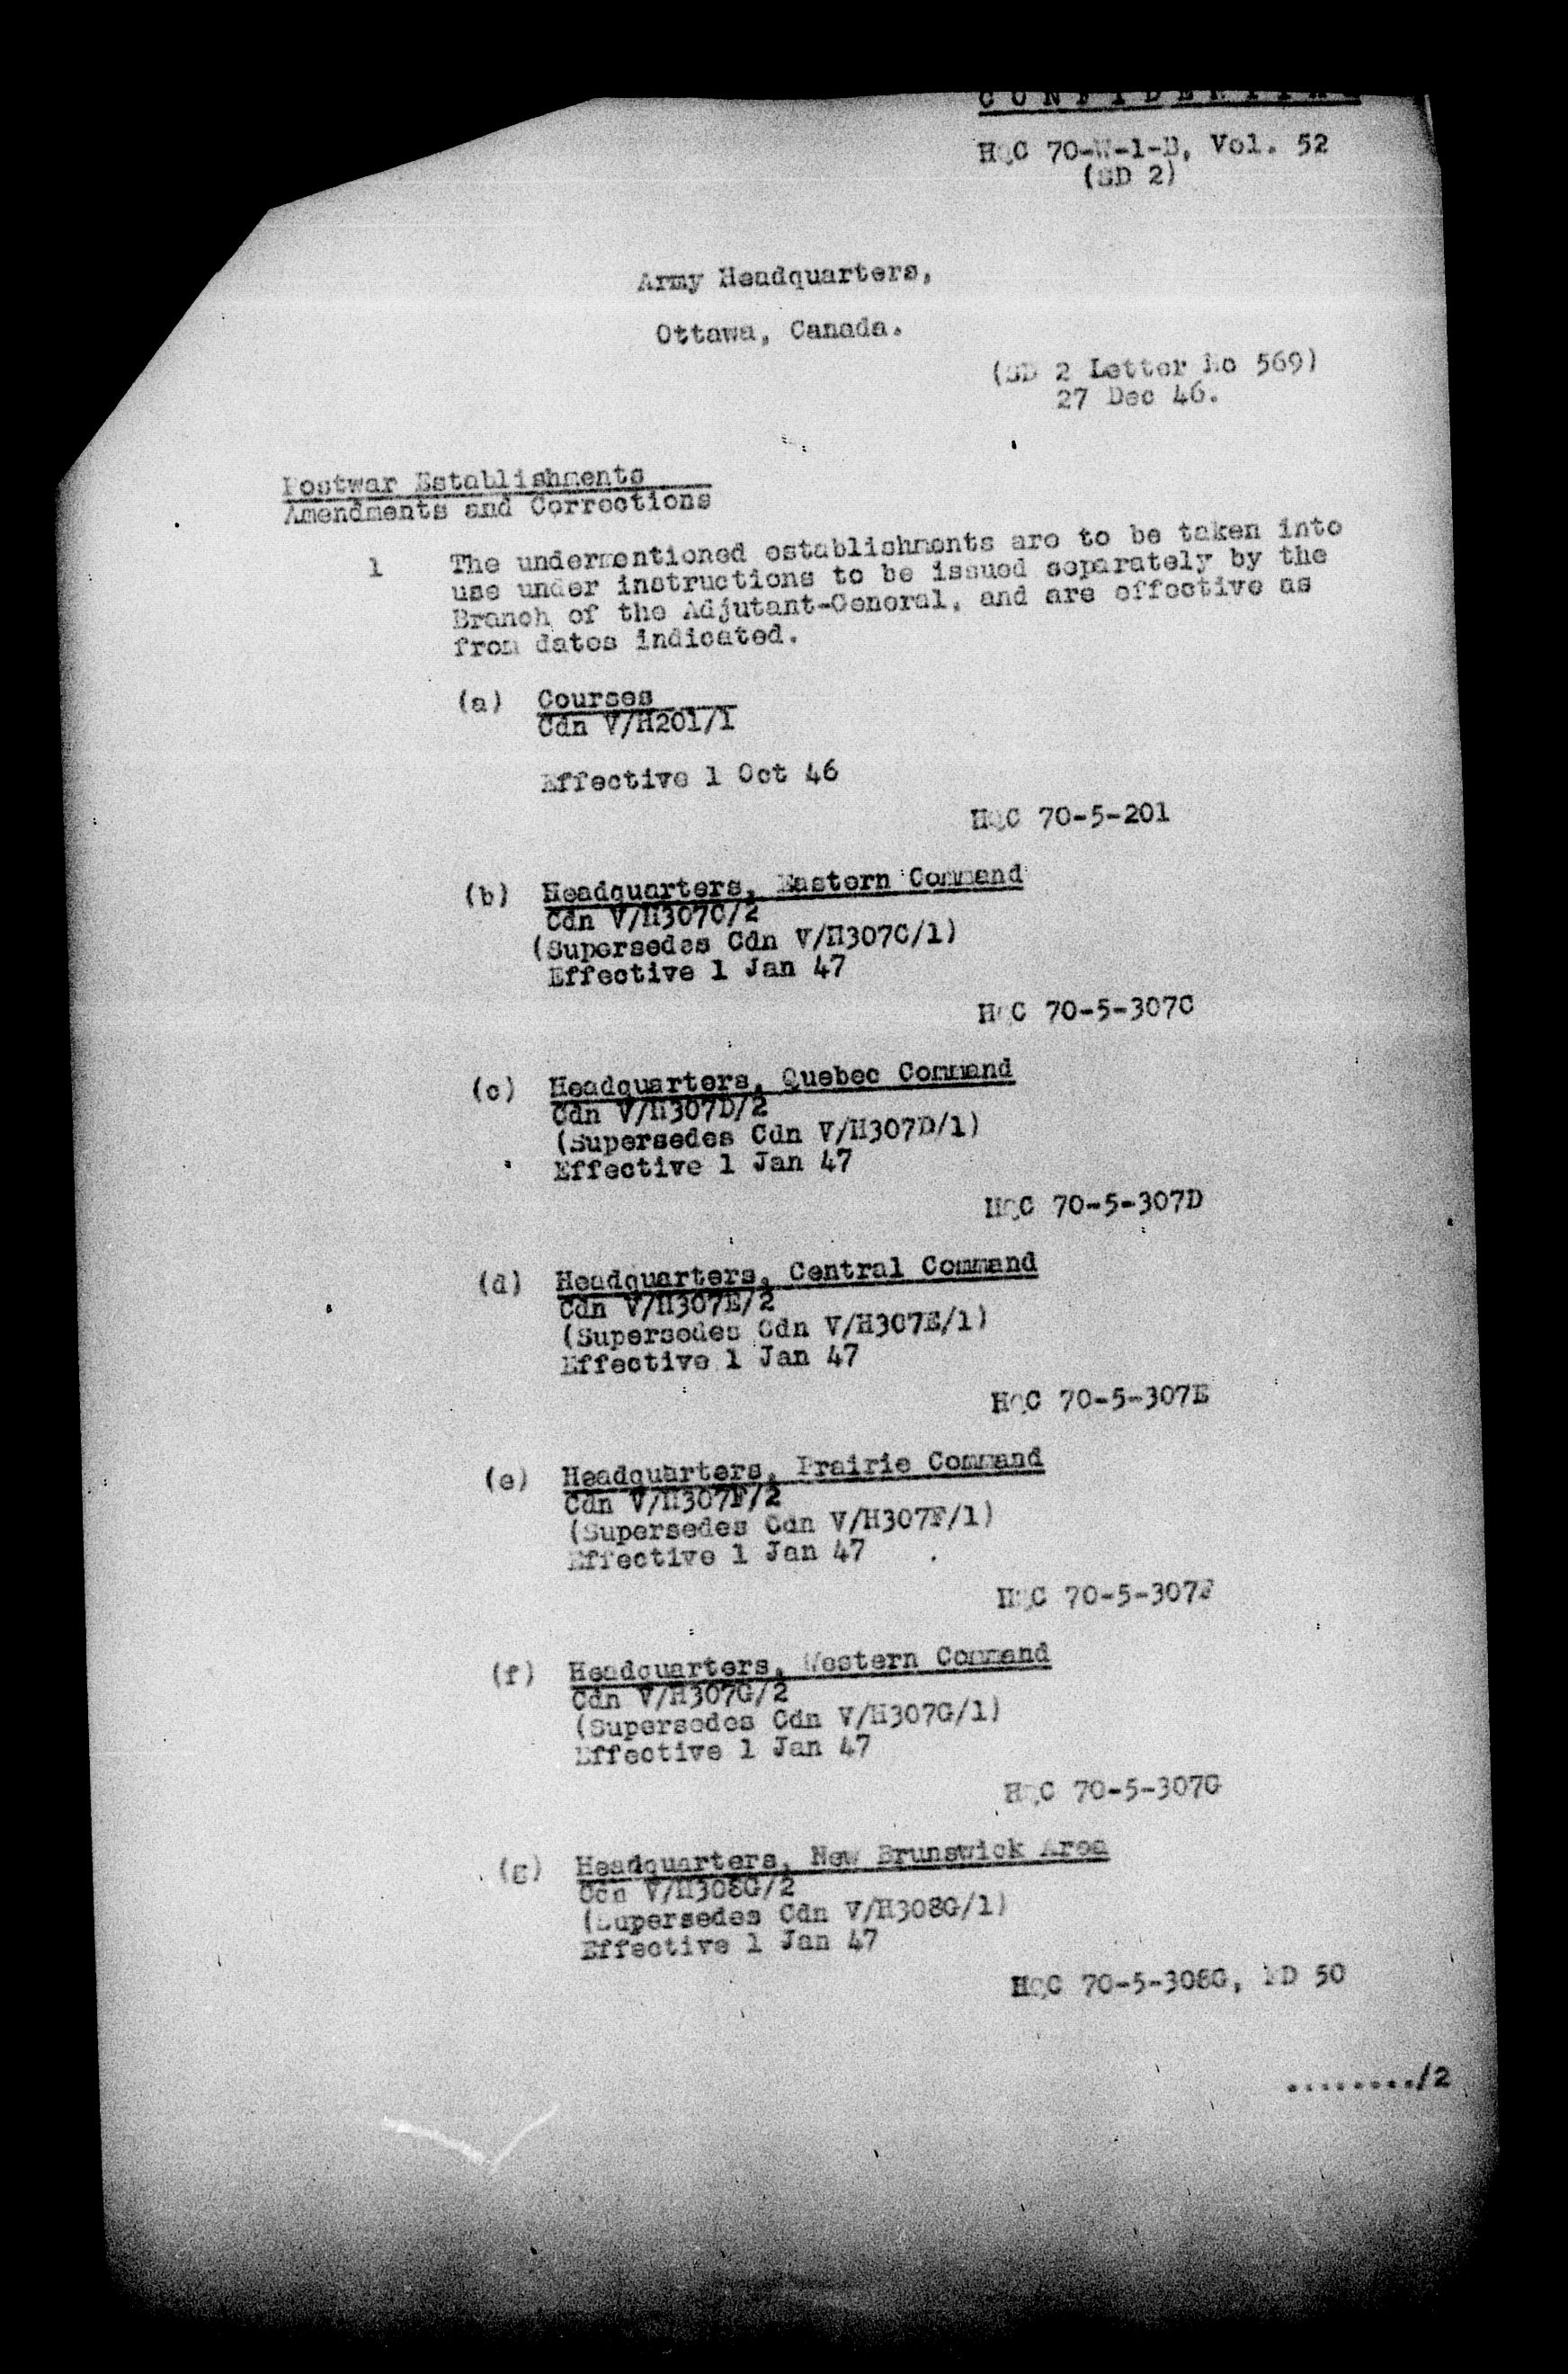 CONFIDENTIAL
HQC 70-W-1-B, Vol. 52
(SD 2)
Army Headquarters,
Ottawa, Canada.
(SD 2 Letter No 569)
27 Dec 46.
Postwar Establishments
Amendments and Corrections
1 The undermentioned establishments are to be taken into
use under instructions to be issued separately by the
Branch of the Adjutant-General, and are effective as
from dates indicated.
(a) Courses
Cdn V/H201/1
Effective 1 Oct 46
HQC 70-5-201
(b) Headquarters, Eastern Command
Cdn V/H307C/2
(Supersedes Cdn V/H307C/1)
Effective 1 Jan 47
HQC 70-5-307C
(c) Headquarters, Quebec Command
Cdn V/H307D/2
(Supersedes Cdn V/H307D/1)
Effective 1 Jan 47
HQC 70-5-307D
(d) Headquarters, Central Command
Cdn V/H307E/2
(Supersedes Cdn V/H307E/1)
Effective 1 Jan 47
HQC 70-5-307E
(e) Headquarters, Prairie Command
Cdn V/H307F/2
(Supersedes Cdn V/H307F/1)
Effective 1 Jan 47
HQC 70-5-307F
(f) Headquarters, Western Command
Cdn V/H307G/2
(Supersedes Cdn V/H307G/1)
Effective 1 Jan 47
HQC 70-5-307G
(g) Headquarters, New Brunswick Area
Cdn V/H308G/2
(Supersedes Cdn V/H308G/1)
Effective 1 Jan 47
HQC 70-5-308G, FD 50
......../2